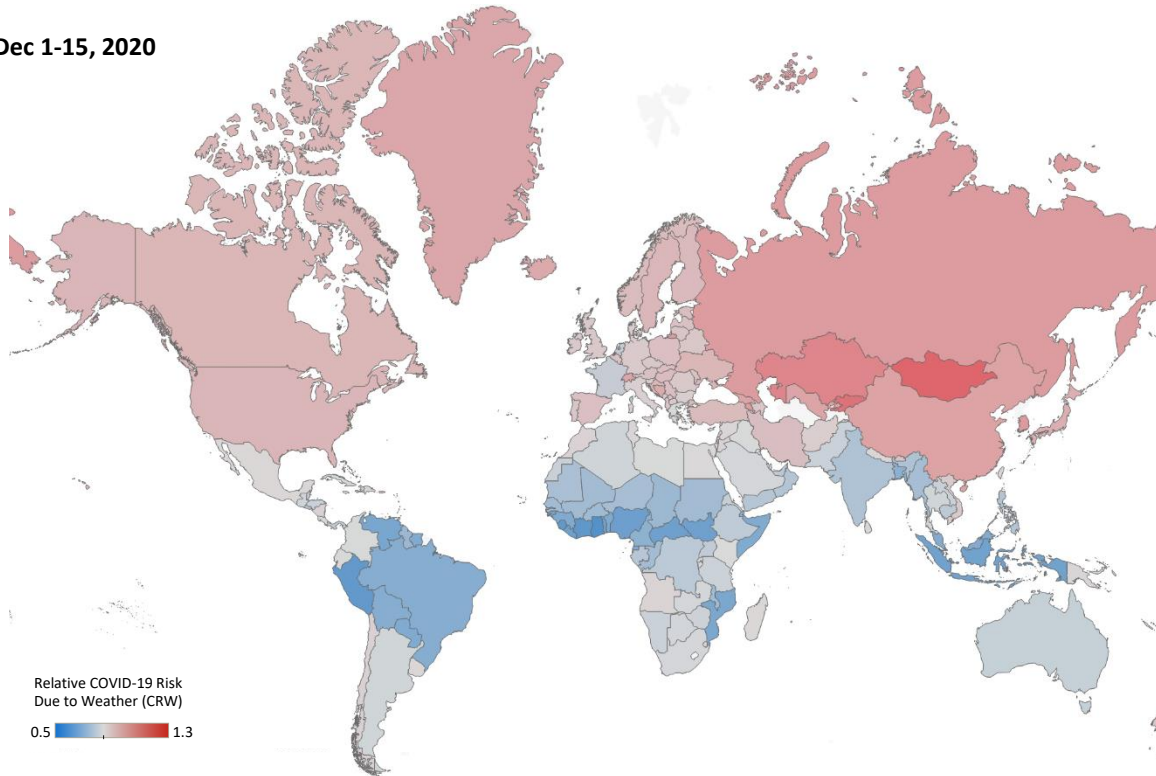 Dec 1-15, 2020
Relative COVID-19 Risk
Due to Weather (CRW)
0.5 1.3